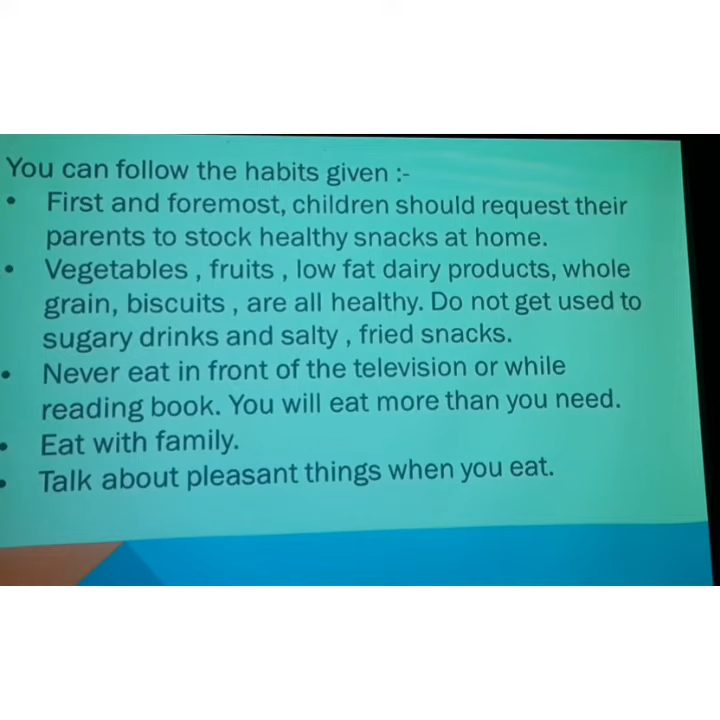 You can follow the habits given :-
• First and foremost, children should request their
parents to stock healthy snacks at home.
• Vegetables , fruits , low fat dairy products, whole
grain, biscuits , are all healthy. Do not get used to
sugary drinks and salty , fried snacks.
• Never eat in front of the television or while
reading book. You will eat more than you need.
• Eat with family.
• Talk about pleasant things when you eat.